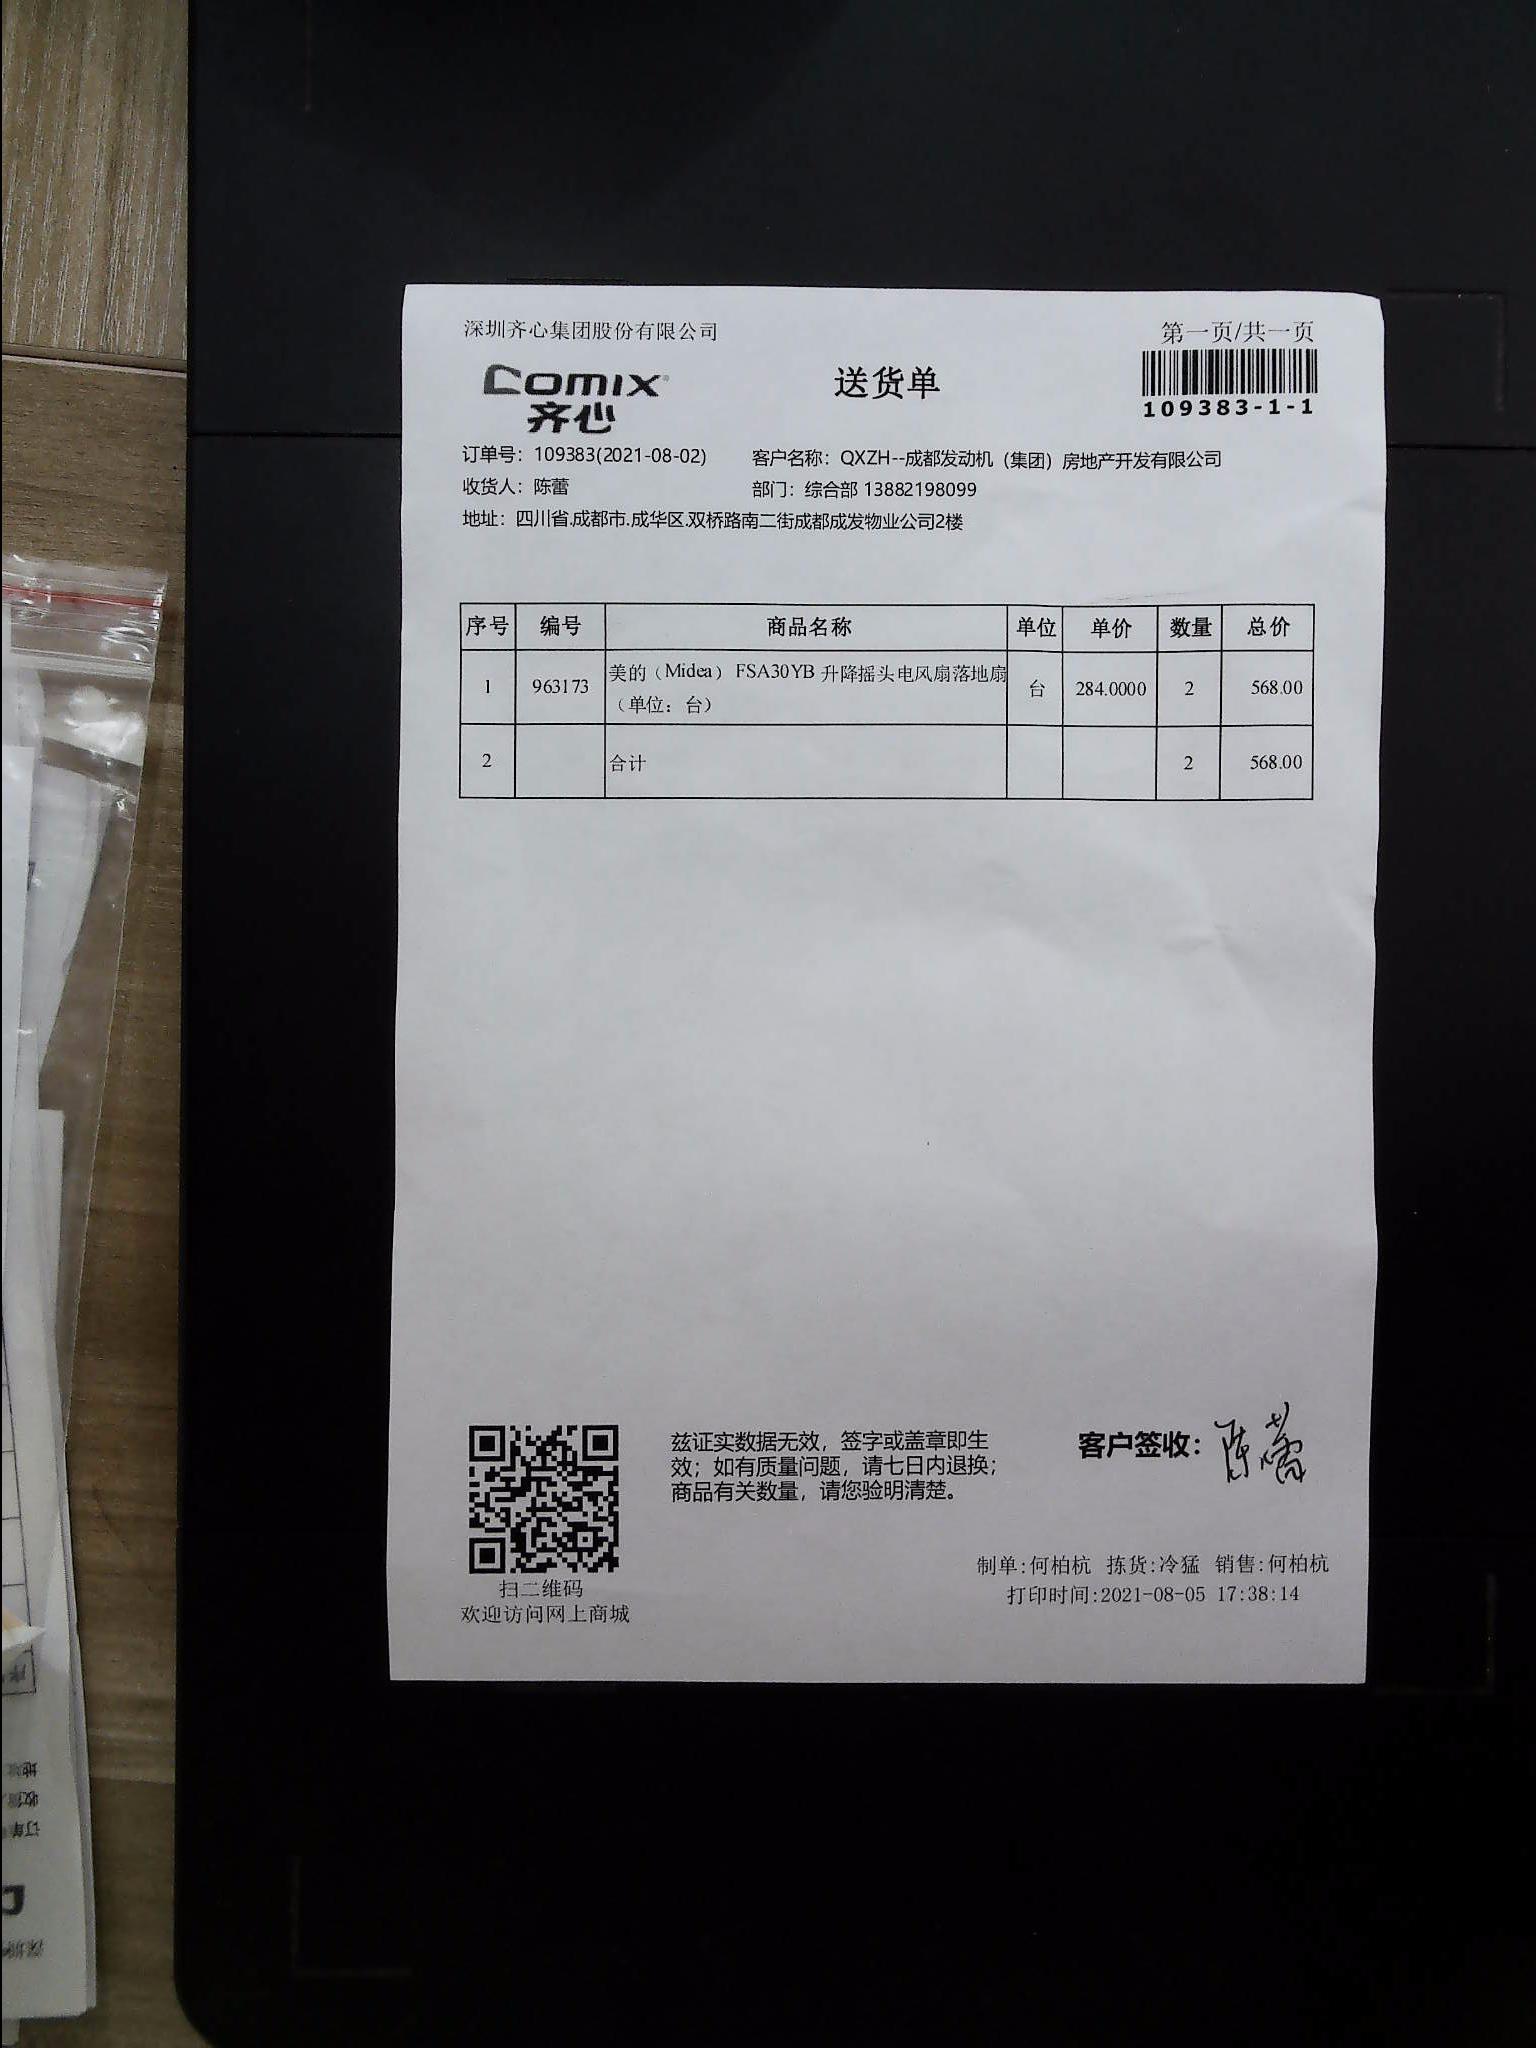 深圳齐心集团股份有限公司
第一页/共一页
Comix
齐心
送货单
109383-1-1
订单号：109383(2021-08-02)
客户名称：QXZH--成都发动机（集团）房地产开发有限公司
收货人：陈蕾
部门：综合部 13882198099
地址：四川省.成都市.成华区.双桥路南二街成都成发物业公司2楼
序号 编号 商品名称 单位 单价 数量 总价
1 963173 美的（Midea） FSA30YB 升降摇头电风扇落地扇 台 284.0000 2 568.00
（单位：台）
2 合计 2 568.00
兹证实数据无效，签字或盖章即生
效；如有质量问题，请七日内退换；
商品有关数量，请您验明清楚。
客户签收：陈蕾
扫二维码
欢迎访问网上商城
制单:何柏杭 拣货:冷猛 销售:何柏杭
打印时间:2021-08-05 17:38:14